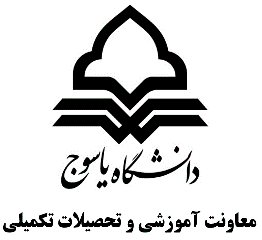 دانشگاه یاسوج
معاونت آموزشی و تحصیلات تکمیلی